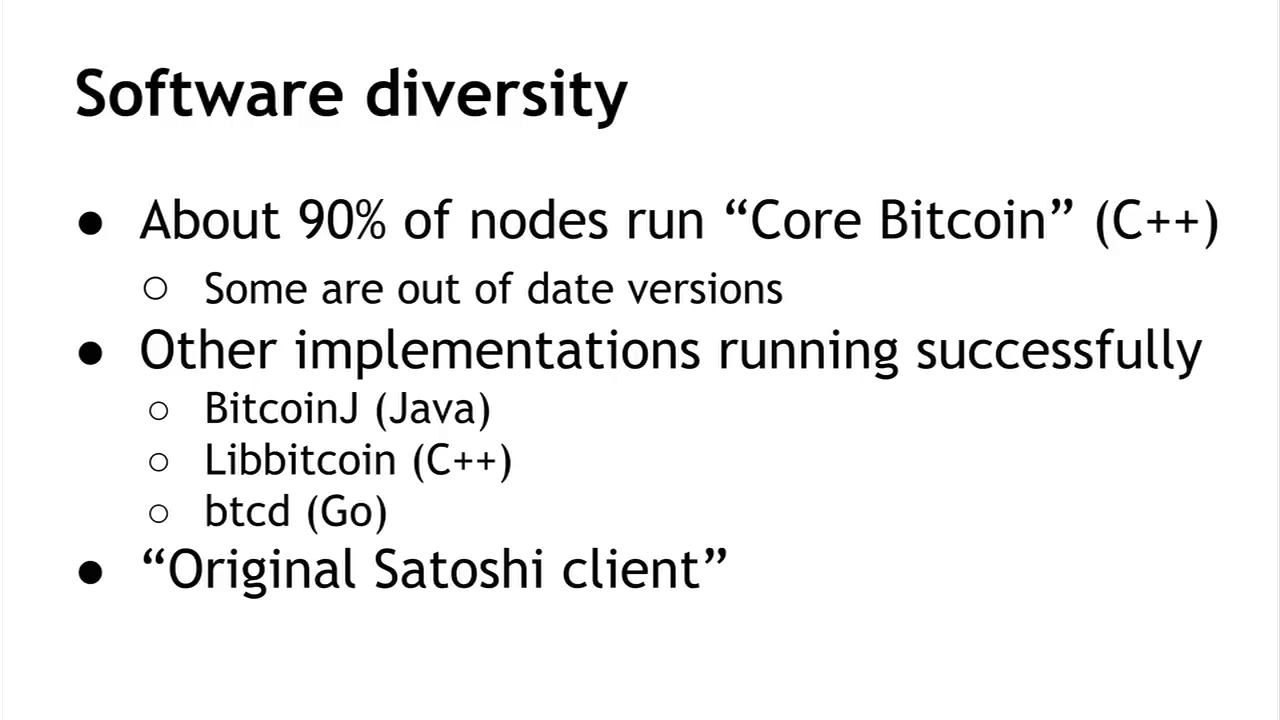 Software diversity
● About 90% of nodes run “Core Bitcoin” (C++)
○ Some are out of date versions
● Other implementations running successfully
○ BitcoinJ (Java)
○ Libbitcoin (C++)
○ btcd (Go)
● “Original Satoshi client”